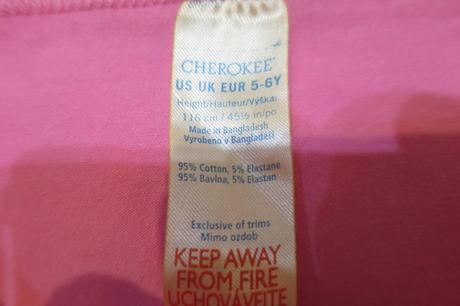 CHEROKEE
US UK EUR 5-6Y
Height/Hauteur/Výška:
116 cm / 45½ in/po
Made in Bangladesh
Vyrobeno v Bangladéši
95% Cotton, 5% Elastane
95% Bavlna, 5% Elastan
Exclusive of trims
Mimo ozdob
KEEP AWAY
FROM FIRE
UCHOVÁVEJTE